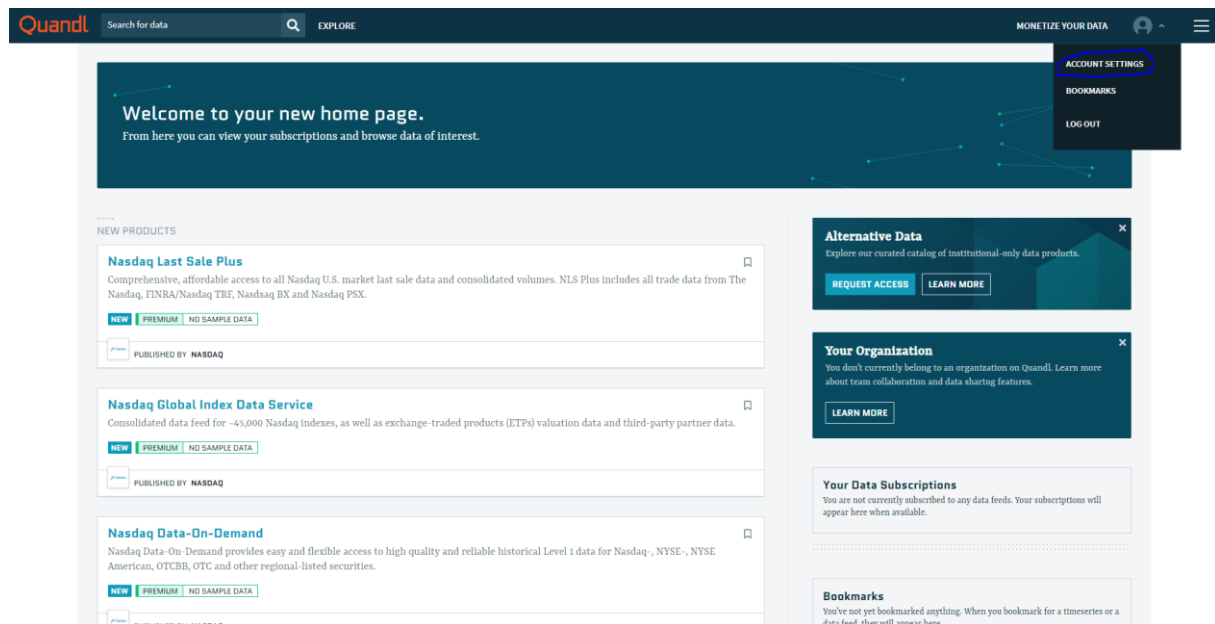 Quandl
Search for data
EXPLORE
MONETIZE YOUR DATA
ACCOUNT SETTINGS
BOOKMARKS
LOG OUT
Welcome to your new home page.
From here you can view your subscriptions and browse data of interest.
NEW PRODUCTS
Nasdaq Last Sale Plus
Comprehensive, affordable access to all Nasdaq U.S. market last sale data and consolidated volumes. NLS Plus includes all trade data from The
Nasdaq, FINRA/Nasdaq TRF, Nasdsaq BX and Nasdaq PSX.
NEW PREMIUM NO SAMPLE DATA
PUBLISHED BY NASDAQ
Nasdaq Global Index Data Service
Consolidated data feed for ~45,000 Nasdaq indexes, as well as exchange-traded products (ETPs) valuation data and third-party partner data.
NEW PREMIUM NO SAMPLE DATA
PUBLISHED BY NASDAQ
Nasdaq Data-On-Demand
Nasdaq Data-On-Demand provides easy and flexible access to high quality and reliable historical Level 1 data for Nasdaq-, NYSE-, NYSE
American, OTCBB, OTC and other regional-listed securities.
NEW PREMIUM NO SAMPLE DATA
PUBLISHED BY NASDAQ
Alternative Data
Explore our curated catalog of institutional-only data products.
REQUEST ACCESS LEARN MORE
Your Organization
You don't currently belong to an organization on Quandl. Learn more
about team collaboration and data sharing features.
LEARN MORE
Your Data Subscriptions
You are not currently subscribed to any data feeds. Your subscriptions will
appear here when available.
Bookmarks
You've not yet bookmarked anything. When you bookmark for a timeseries or a
data feed, they will appear here.